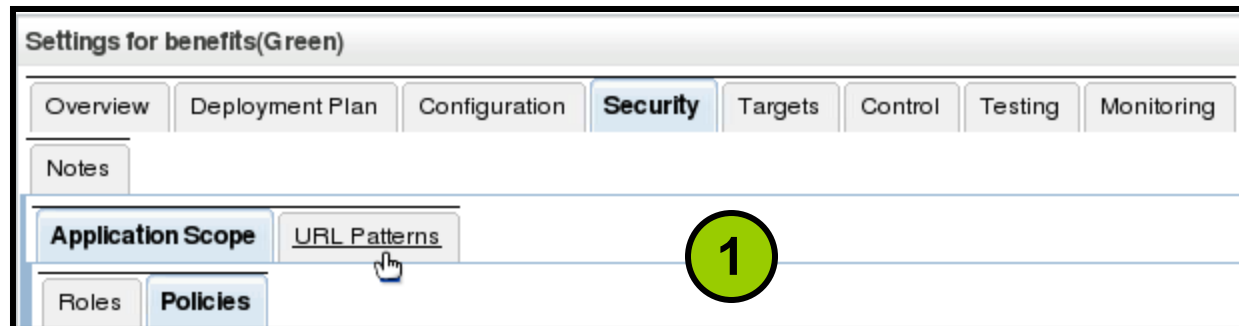 Settings for benefits(Green)
Overview Deployment Plan Configuration Security Targets Control Testing Monitoring
Notes
Application Scope URL Patterns
1
Roles Policies